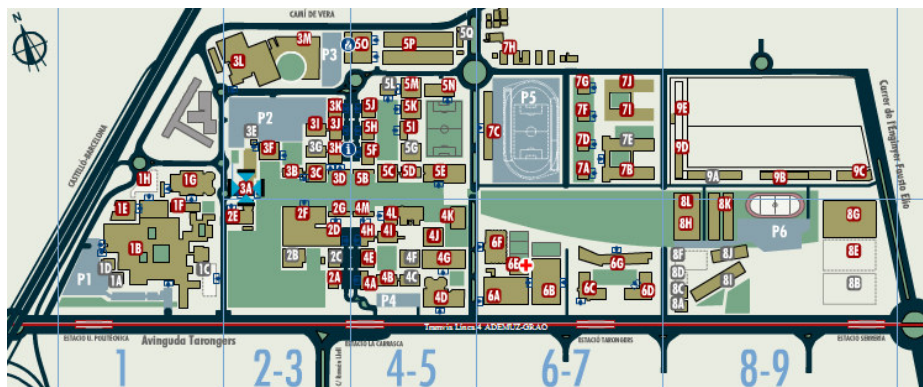 N
CAMÍ DE VERA
3M
3L
P3
5O
5P
5Q
7H
CASTELLÓ-BARCELONA
P2
3E
3F
3I
3K
3J
3G
3H
5J
5H
5F
5L
5M
5N
5K
5I
5G
7C
P5
7G
7F
7D
7A
7J
7I
7E
7B
9E
9D
9A
9B
9C
Carrer de l'Enginyer Fausto Elio
1H
1G
3A
3B
3C
3D
5B
5C
5D
5E
1E
1F
2E
2F
2G
4M
4L
4K
8L
8K
8H
P6
8G
1B
2D
4H
4I
4J
6F
6E
6G
8J
8F
8E
P1
1D
1A
1C
2B
2C
2A
4E
4F
4G
4A
4B
4C
4D
P4
6A
6B
6C
6D
8D
8C
8A
8I
8B
Tranvía Línea 4 ADEMUZ-GRAO
ESTACIÓ U. POLITÈCNICA
Avinguda Tarongers
C/ Ramón Llull
ESTACIÓ LA CARRASCA
ESTACIÓ TARONGERS
ESTACIÓ SERRERIA
1
2-3
4-5
6-7
8-9